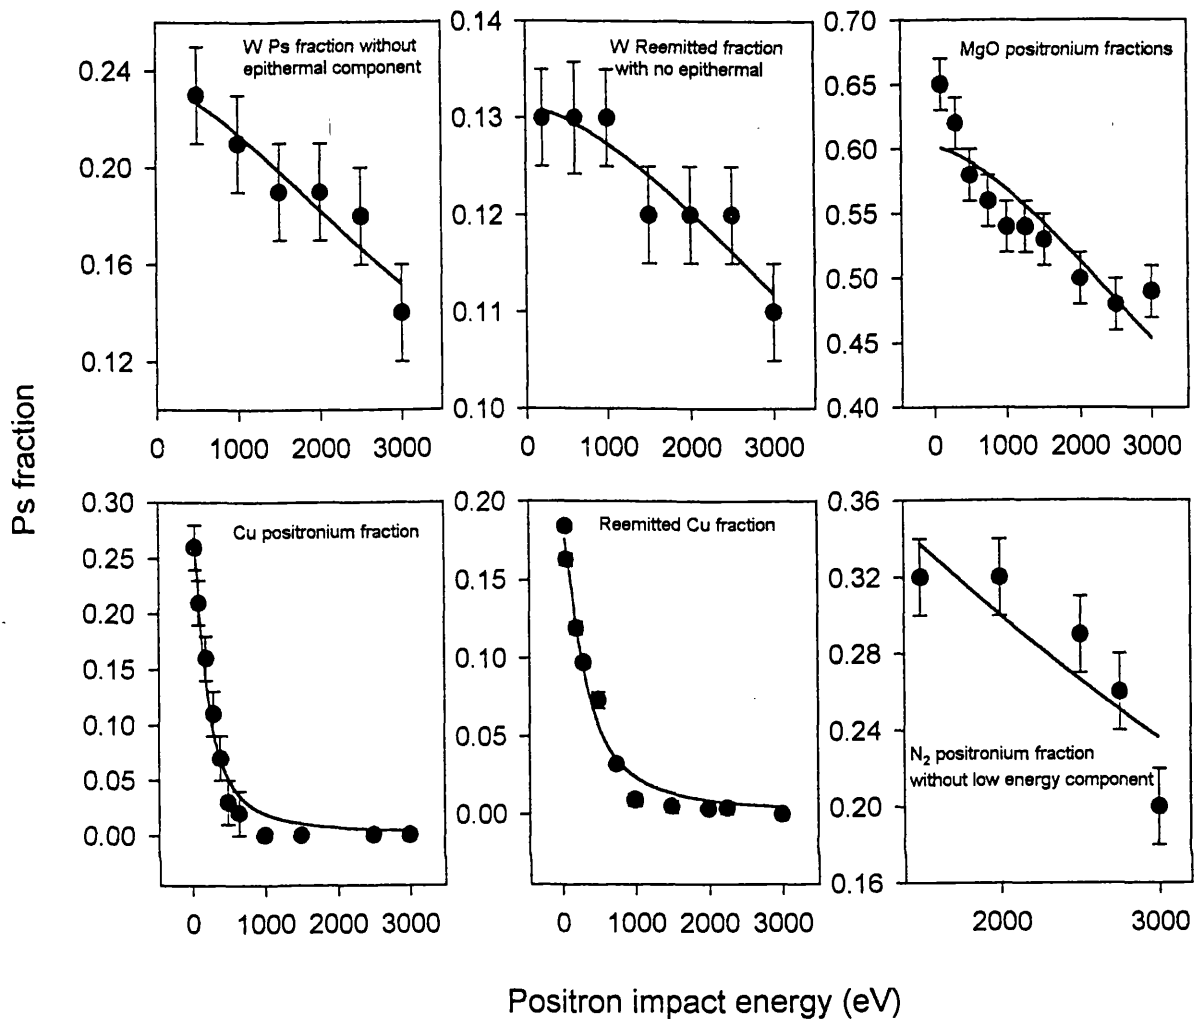 W Ps fraction without
epithermal component
0.24
0.20
0.16
0.12
0 1000 2000 3000
W Reemitted fraction
with no epithermal
0.14
0.13
0.12
0.11
0.10
0 1000 2000 3000
MgO positronium fractions
0.70
0.65
0.60
0.55
0.50
0.45
0.40
0 1000 2000 3000
Ps fraction
Cu positronium fraction
0.30
0.25
0.20
0.15
0.10
0.05
0.00
0 1000 2000 3000
Reemitted Cu fraction
0.20
0.15
0.10
0.05
0.00
0 1000 2000 3000
0.36
0.32
0.28
0.24
0.20
0.16
N₂ positronium fraction
without low energy component
2000 3000
Positron impact energy (eV)